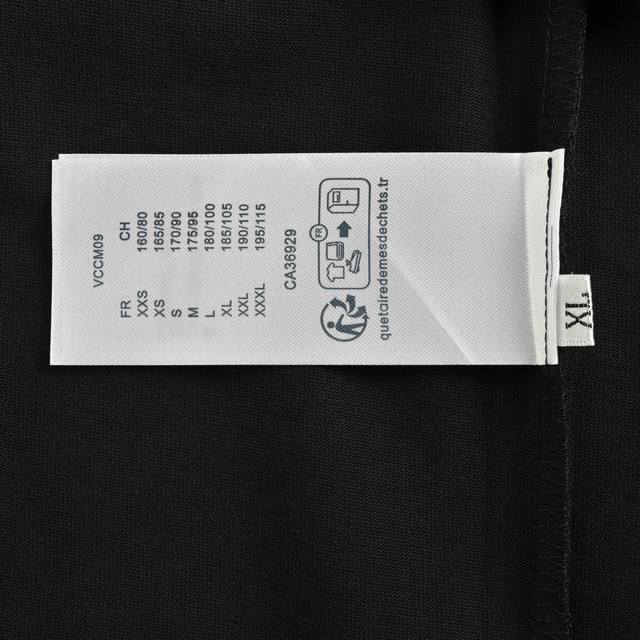 VCCM09
FR CH
XXS 160/80
XS 165/85
S 170/90
M 175/95
L 180/100
XL 185/105
XXL 190/110
XXXL 195/115
CA36929
FR
quetairedemesdechets.tr
XL